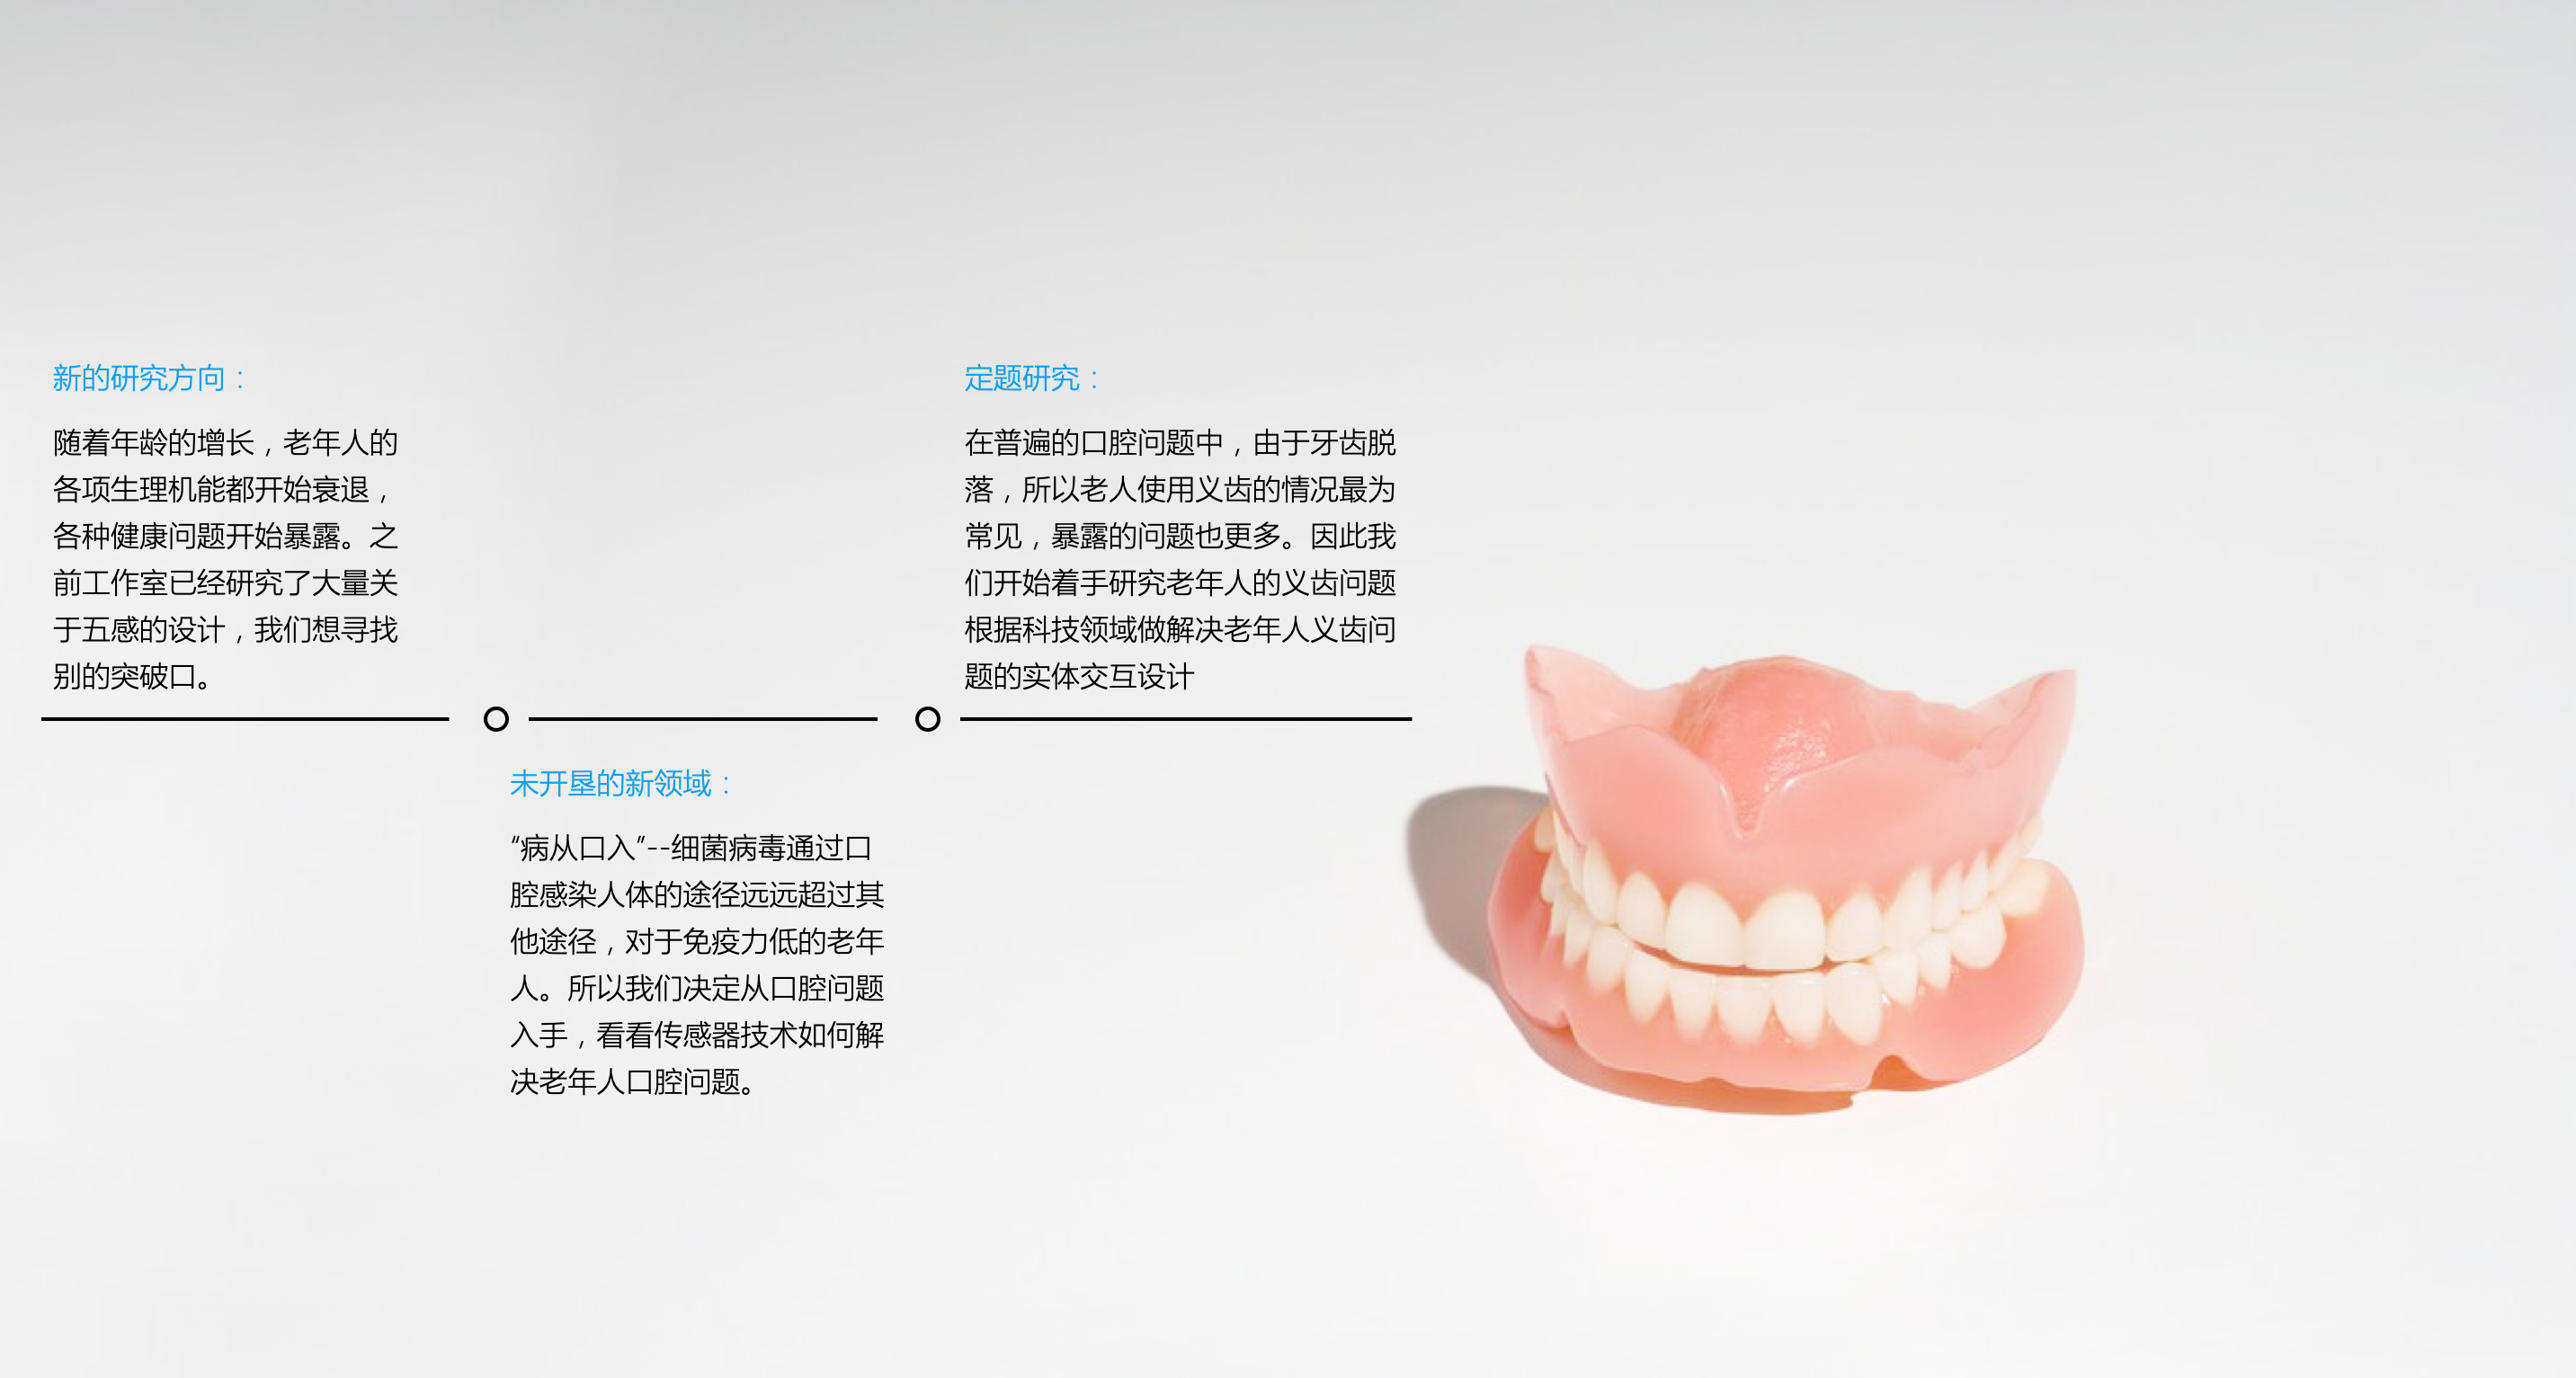 新的研究方向：
随着年龄的增长，老年人的
各项生理机能都开始衰退，
各种健康问题开始暴露。之
前工作室已经研究了大量关
于五感的设计，我们想寻找
别的突破口。
未开垦的新领域：
“病从口入”--细菌病毒通过口
腔感染人体的途径远远超过其
他途径，对于免疫力低的老年
人。所以我们决定从口腔问题
入手，看看传感器技术如何解
决老年人口腔问题。
定题研究：
在普遍的口腔问题中，由于牙齿脱
落，所以老人使用义齿的情况最为
常见，暴露的问题也更多。因此我
们开始着手研究老年人的义齿问题
根据科技领域做解决老年人义齿问
题的实体交互设计